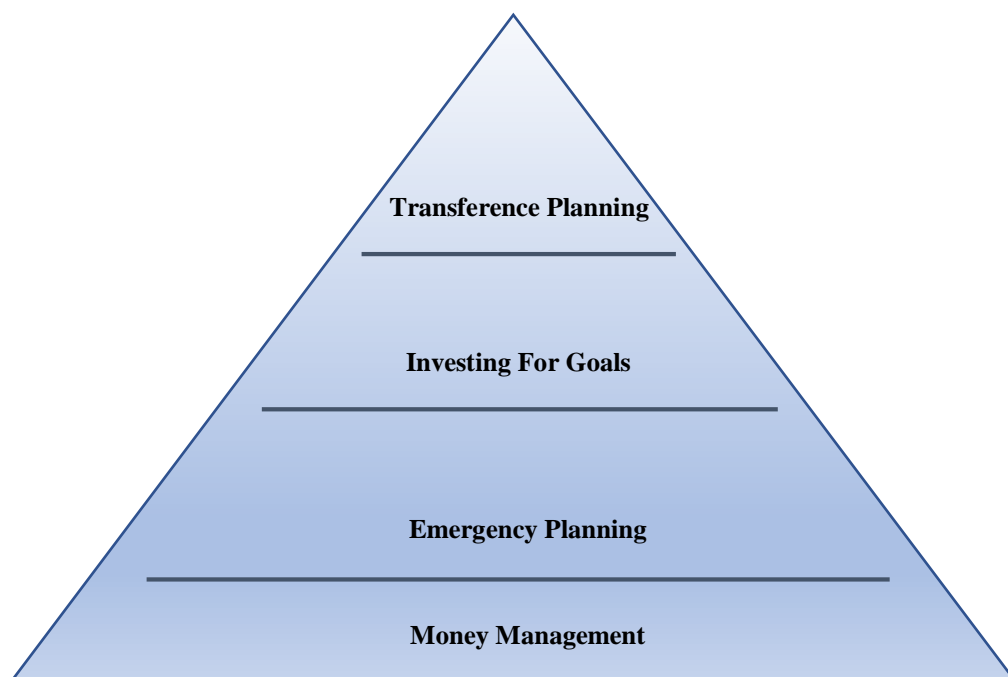 Transference Planning
Investing For Goals
Emergency Planning
Money Management